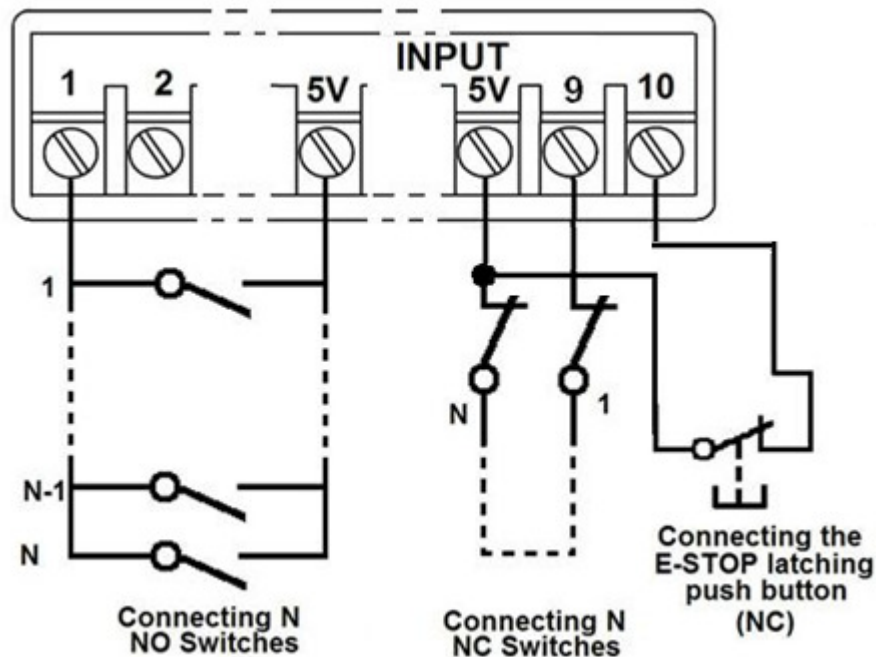 INPUT
1 2 5V 5V 9 10
1
N 1
N-1
N
Connecting N
NO Switches
Connecting N
NC Switches
Connecting the
E-STOP latching
push button
(NC)